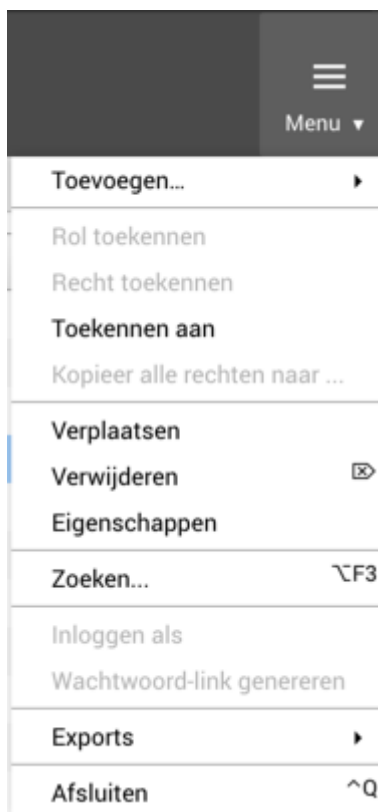 Menu ▼
Toevoegen...
Rol toekennen
Recht toekennen
Toekennen aan
Kopieer alle rechten naar ...
Verplaatsen
Verwijderen ⌦
Eigenschappen
Zoeken... ⌥F3
Inloggen als
Wachtwoord-link genereren
Exports
Afsluiten ^Q